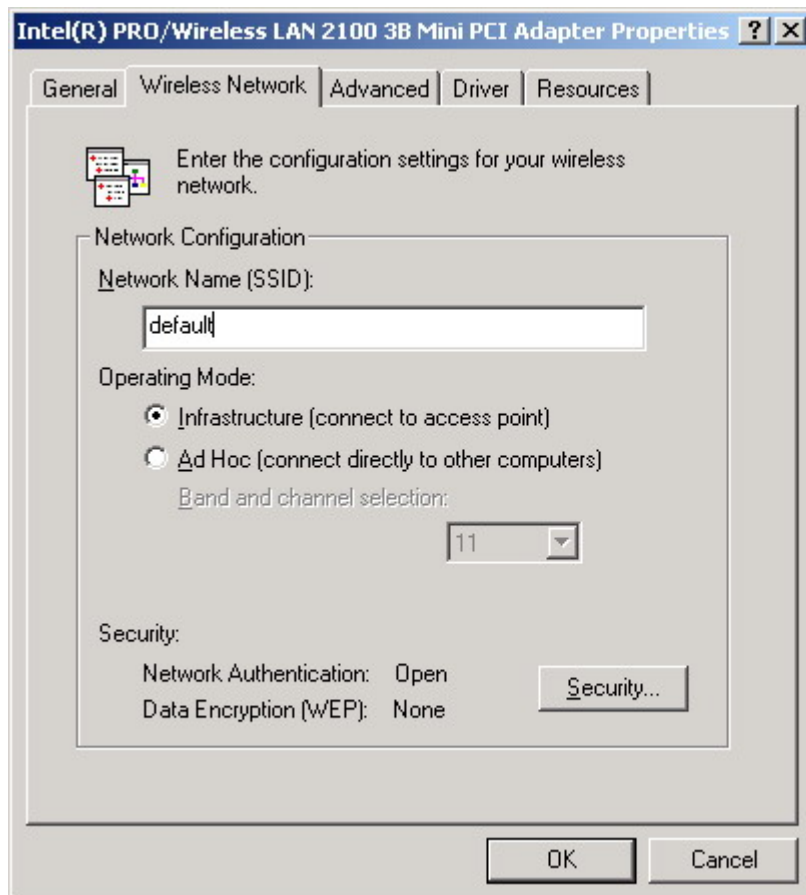 Intel(R) PRO/Wireless LAN 2100 3B Mini PCI Adapter Properties
General Wireless Network Advanced Driver Resources
Enter the configuration settings for your wireless
network.
Network Configuration
Network Name (SSID):
default
Operating Mode:
Infrastructure (connect to access point)
Ad Hoc (connect directly to other computers)
Band and channel selection:
11
Security:
Network Authentication: Open
Data Encryption (WEP): None
Security...
OK Cancel